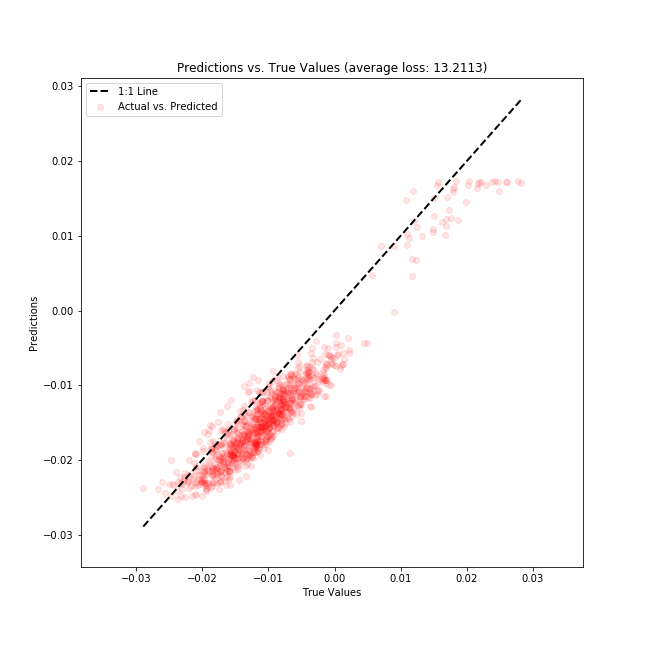 Predictions vs. True Values (average loss: 13.2113)
1:1 Line
Actual vs. Predicted
0.03
0.02
0.01
0.00
−0.01
−0.02
−0.03
Predictions
−0.03
−0.02
−0.01
0.00
0.01
0.02
0.03
True Values